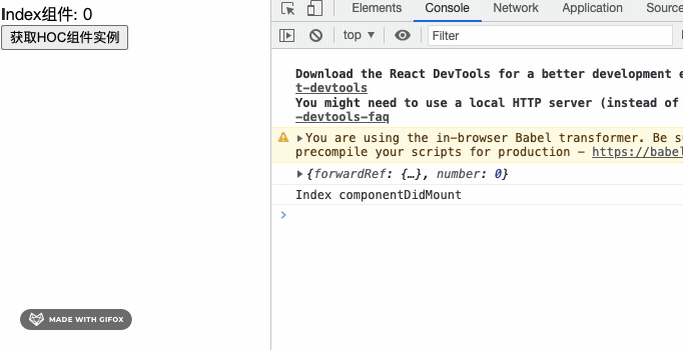 Index组件: 0
获取HOC组件实例
Elements Console Network Application Sourc
top ▼ Filter
Download the React DevTools for a better development e
t-devtools
You might need to use a local HTTP server (instead of
-devtools-faq
You are using the in-browser Babel transformer. Be su
precompile your scripts for production – https://babel
{forwardRef: {…}, number: 0}
Index componentDidMount
MADE WITH GIFOX